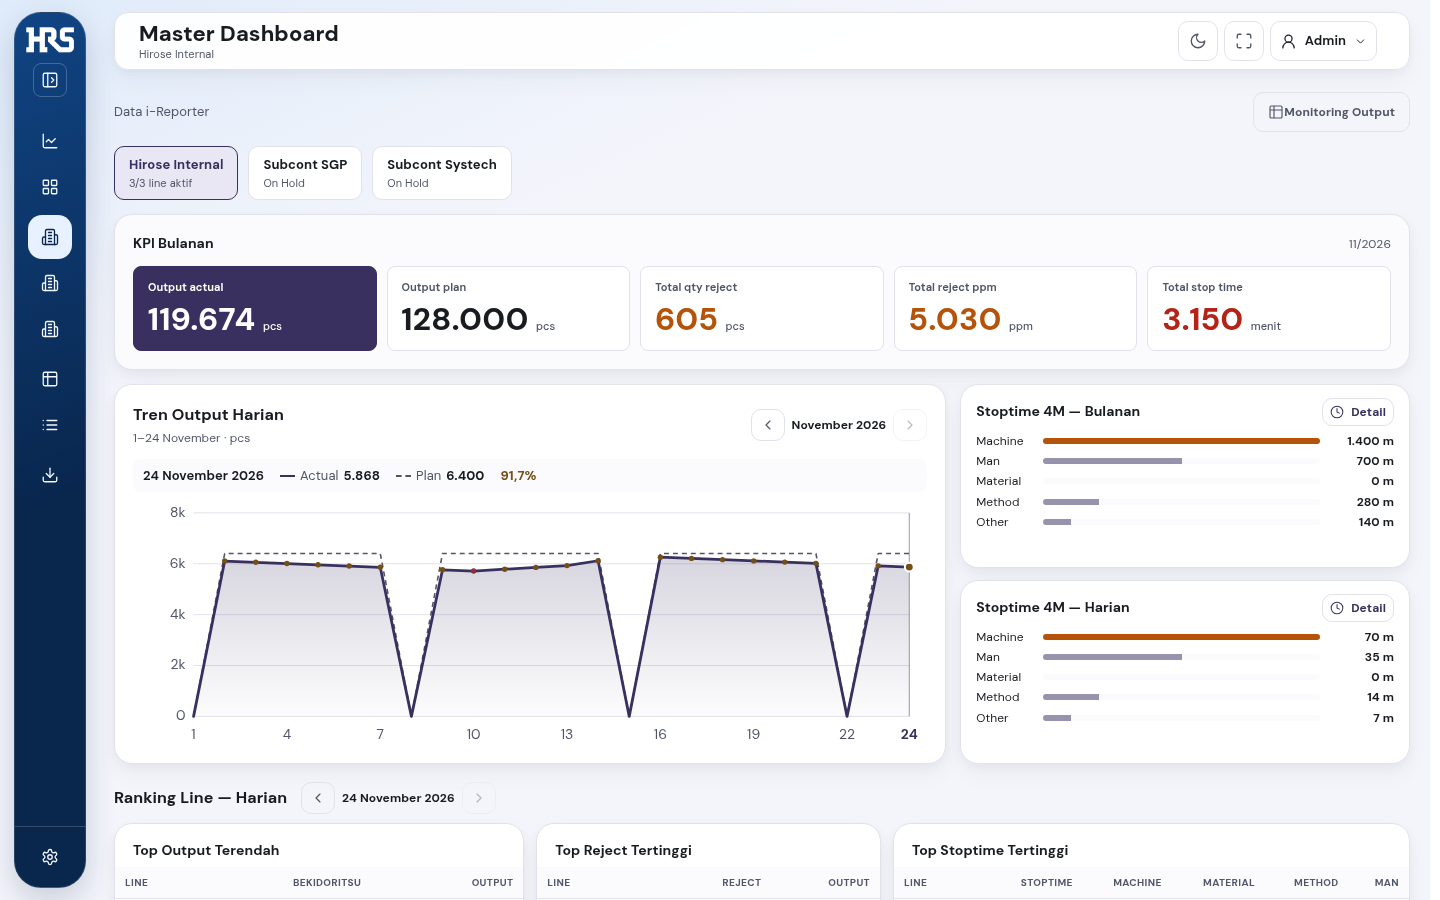 HRS
Master Dashboard
Hirose Internal
Admin
Data i-Reporter
Monitoring Output
Hirose Internal
3/3 line aktif
Subcont SGP
On Hold
Subcont Systech
On Hold
KPI Bulanan
11/2026
Output actual
119.674 pcs
Output plan
128.000 pcs
Total qty reject
605 pcs
Total reject ppm
5.030 ppm
Total stop time
3.150 menit
Tren Output Harian
1–24 November · pcs
November 2026
24 November 2026 Actual 5.868 Plan 6.400 91,7%
8k
6k
4k
2k
0
1 4 7 10 13 16 19 22 24
Stoptime 4M — Bulanan
Detail
Machine 1.400 m
Man 700 m
Material 0 m
Method 280 m
Other 140 m
Stoptime 4M — Harian
Detail
Machine 70 m
Man 35 m
Material 0 m
Method 14 m
Other 7 m
Ranking Line — Harian
24 November 2026
Top Output Terendah
LINE BEKIDORITSU OUTPUT
Top Reject Tertinggi
LINE REJECT OUTPUT
Top Stoptime Tertinggi
LINE STOPTIME MACHINE MATERIAL METHOD MAN